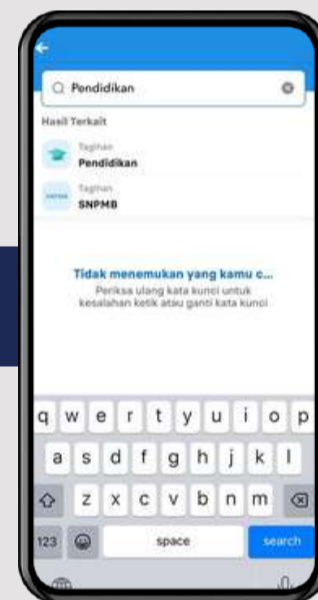 Pendidikan
Hasil Terkait
Tagihan
Pendidikan
Tagihan
SNPMB
Tidak menemukan yang kamu c...
Periksa ulang kata kunci untuk
kesalahan ketik atau ganti kata kunci
q w e r t y u i o p
a s d f g h j k l
z x c v b n m
123 space search